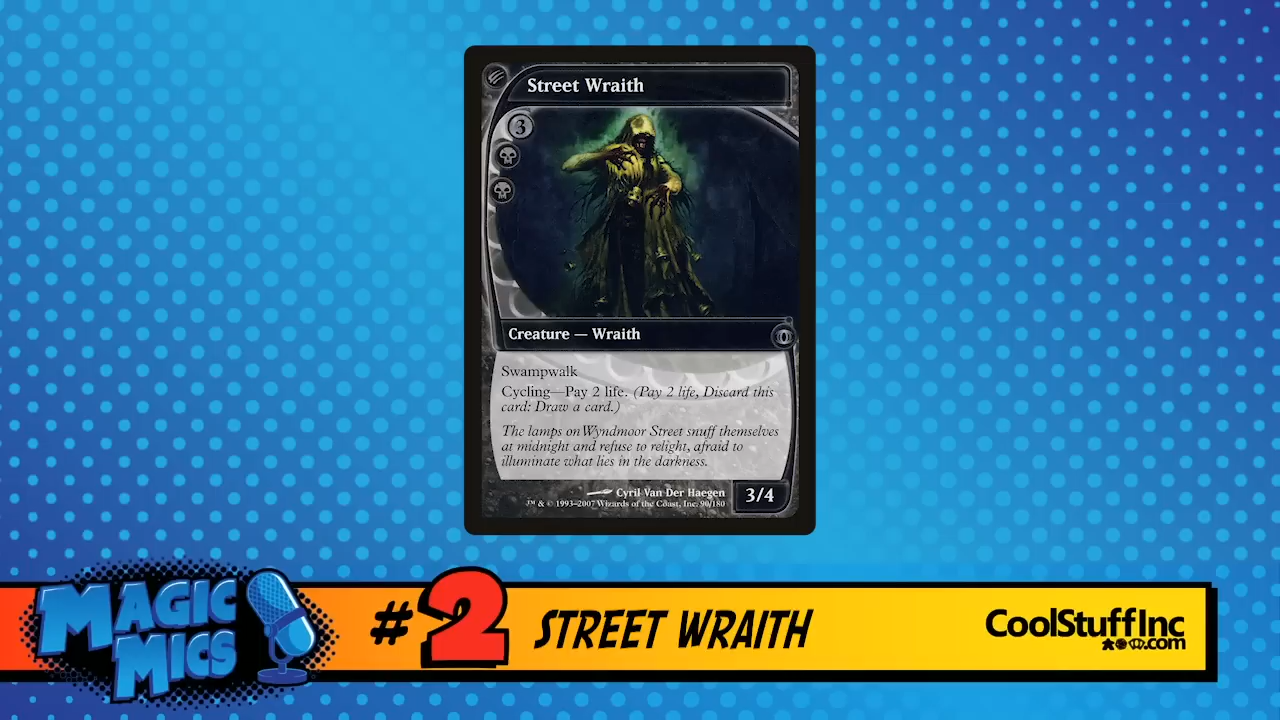 Street Wraith
3
Creature — Wraith
Swampwalk
Cycling—Pay 2 life. (Pay 2 life, Discard this
card: Draw a card.)
The lamps on Wyndmoor Street snuff themselves
at midnight and refuse to relight, afraid to
illuminate what lies in the darkness.
Cyril Van Der Haegen
™ & © 1993–2007 Wizards of the Coast, Inc. 90/180
3/4
MAGIC
MICS
#2 STREET WRAITH
CoolStuffInc
.com